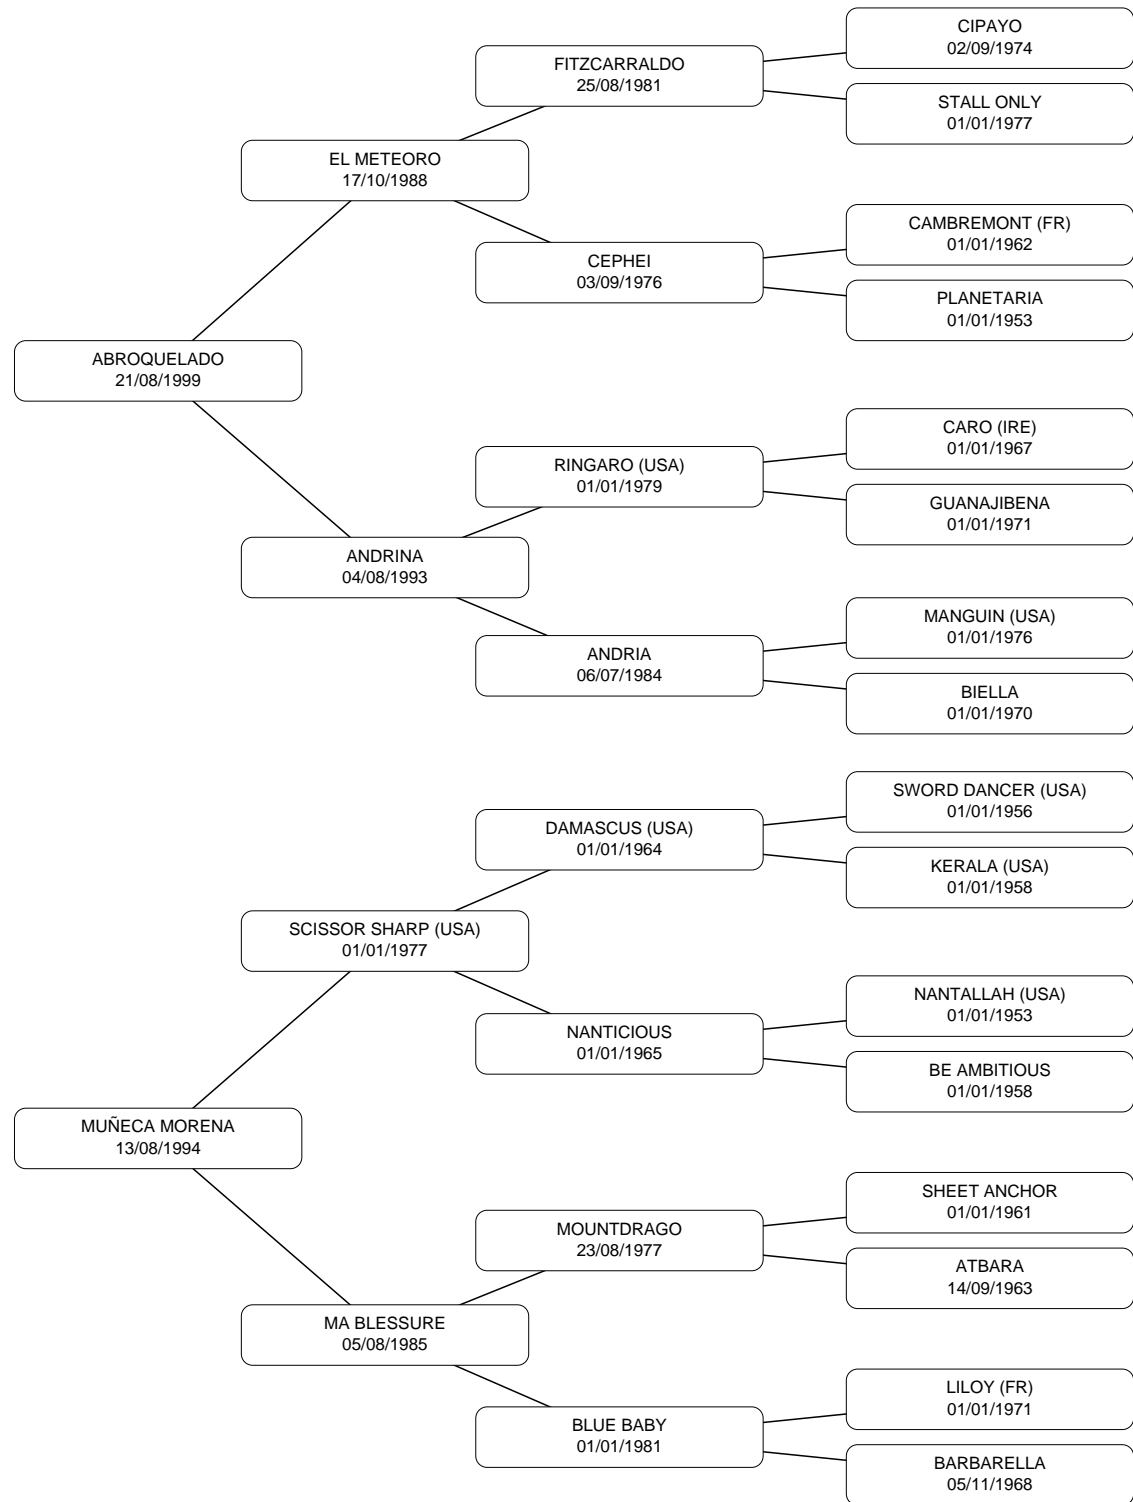 CIPAYO
02/09/1974
FITZCARRALDO
25/08/1981
STALL ONLY
01/01/1977
EL METEORO
17/10/1988
CAMBREMONT (FR)
01/01/1962
CEPHEI
03/09/1976
PLANETARIA
01/01/1953
ABROQUELADO
21/08/1999
CARO (IRE)
01/01/1967
RINGARO (USA)
01/01/1979
GUANAJIBENA
01/01/1971
ANDRINA
04/08/1993
MANGUIN (USA)
01/01/1976
ANDRIA
06/07/1984
BIELLA
01/01/1970
SWORD DANCER (USA)
01/01/1956
DAMASCUS (USA)
01/01/1964
KERALA (USA)
01/01/1958
SCISSOR SHARP (USA)
01/01/1977
NANTALLAH (USA)
01/01/1953
NANTICIOUS
01/01/1965
BE AMBITIOUS
01/01/1958
MUÑECA MORENA
13/08/1994
SHEET ANCHOR
01/01/1961
MOUNTDRAGO
23/08/1977
ATBARA
14/09/1963
MA BLESSURE
05/08/1985
LILOY (FR)
01/01/1971
BLUE BABY
01/01/1981
BARBARELLA
05/11/1968